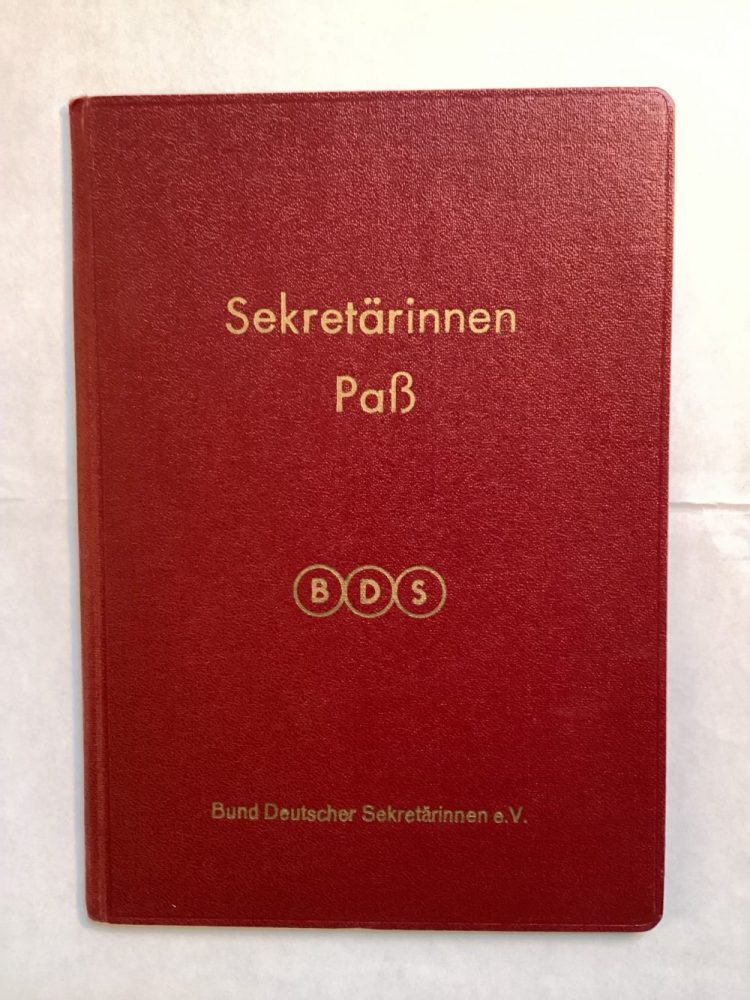 Sekretärinnen
Paß
BDS
Bund Deutscher Sekretärinnen e.V.